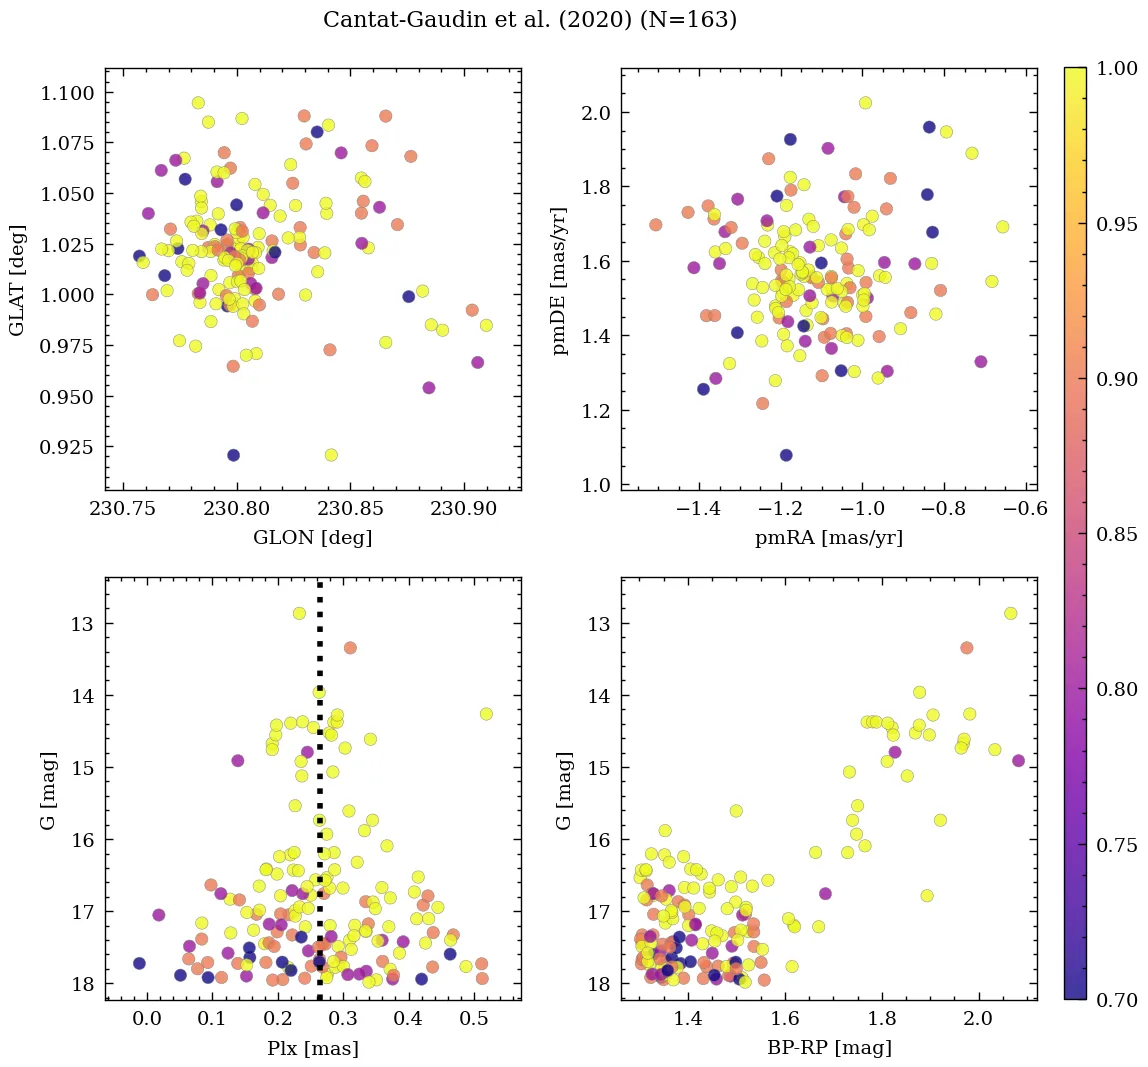 Cantat-Gaudin et al. (2020) (N=163)
GLAT [deg]
1.100
1.075
1.050
1.025
1.000
0.975
0.950
0.925
230.75 230.80 230.85 230.90
GLON [deg]
pmDE [mas/yr]
2.0
1.8
1.6
1.4
1.2
1.0
−1.4 −1.2 −1.0 −0.8 −0.6
pmRA [mas/yr]
G [mag]
13
14
15
16
17
18
0.0 0.1 0.2 0.3 0.4 0.5
Plx [mas]
G [mag]
13
14
15
16
17
18
1.4 1.6 1.8 2.0
BP-RP [mag]
1.00
0.95
0.90
0.85
0.80
0.75
0.70